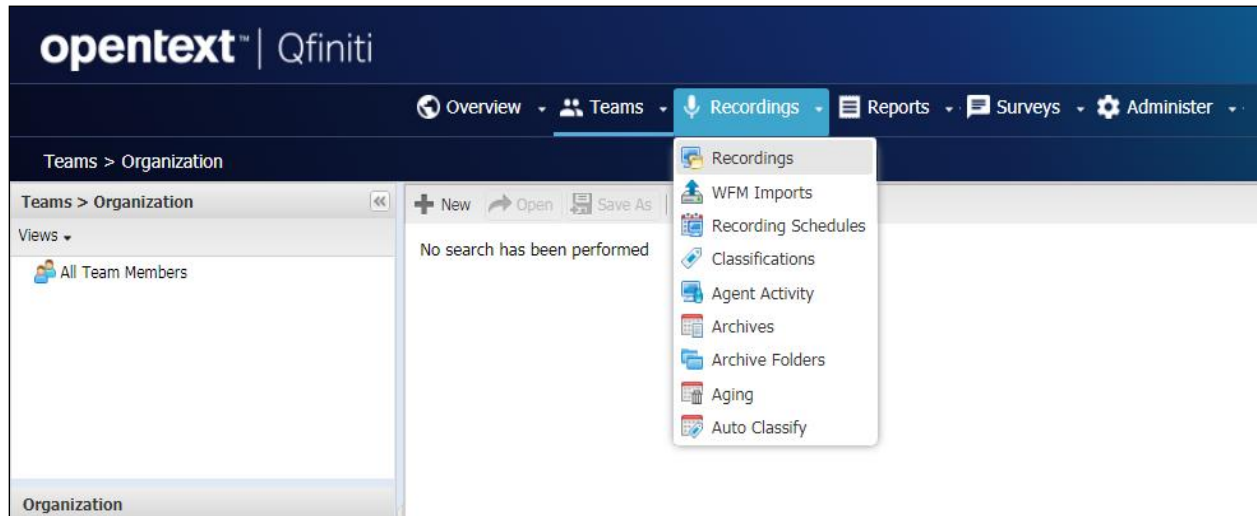 opentext™ | Qfiniti
Overview Teams Recordings Reports Surveys Administer
Teams > Organization
Teams > Organization
Views
All Team Members
New Open Save As
No search has been performed
Recordings
WFM Imports
Recording Schedules
Classifications
Agent Activity
Archives
Archive Folders
Aging
Auto Classify
Organization